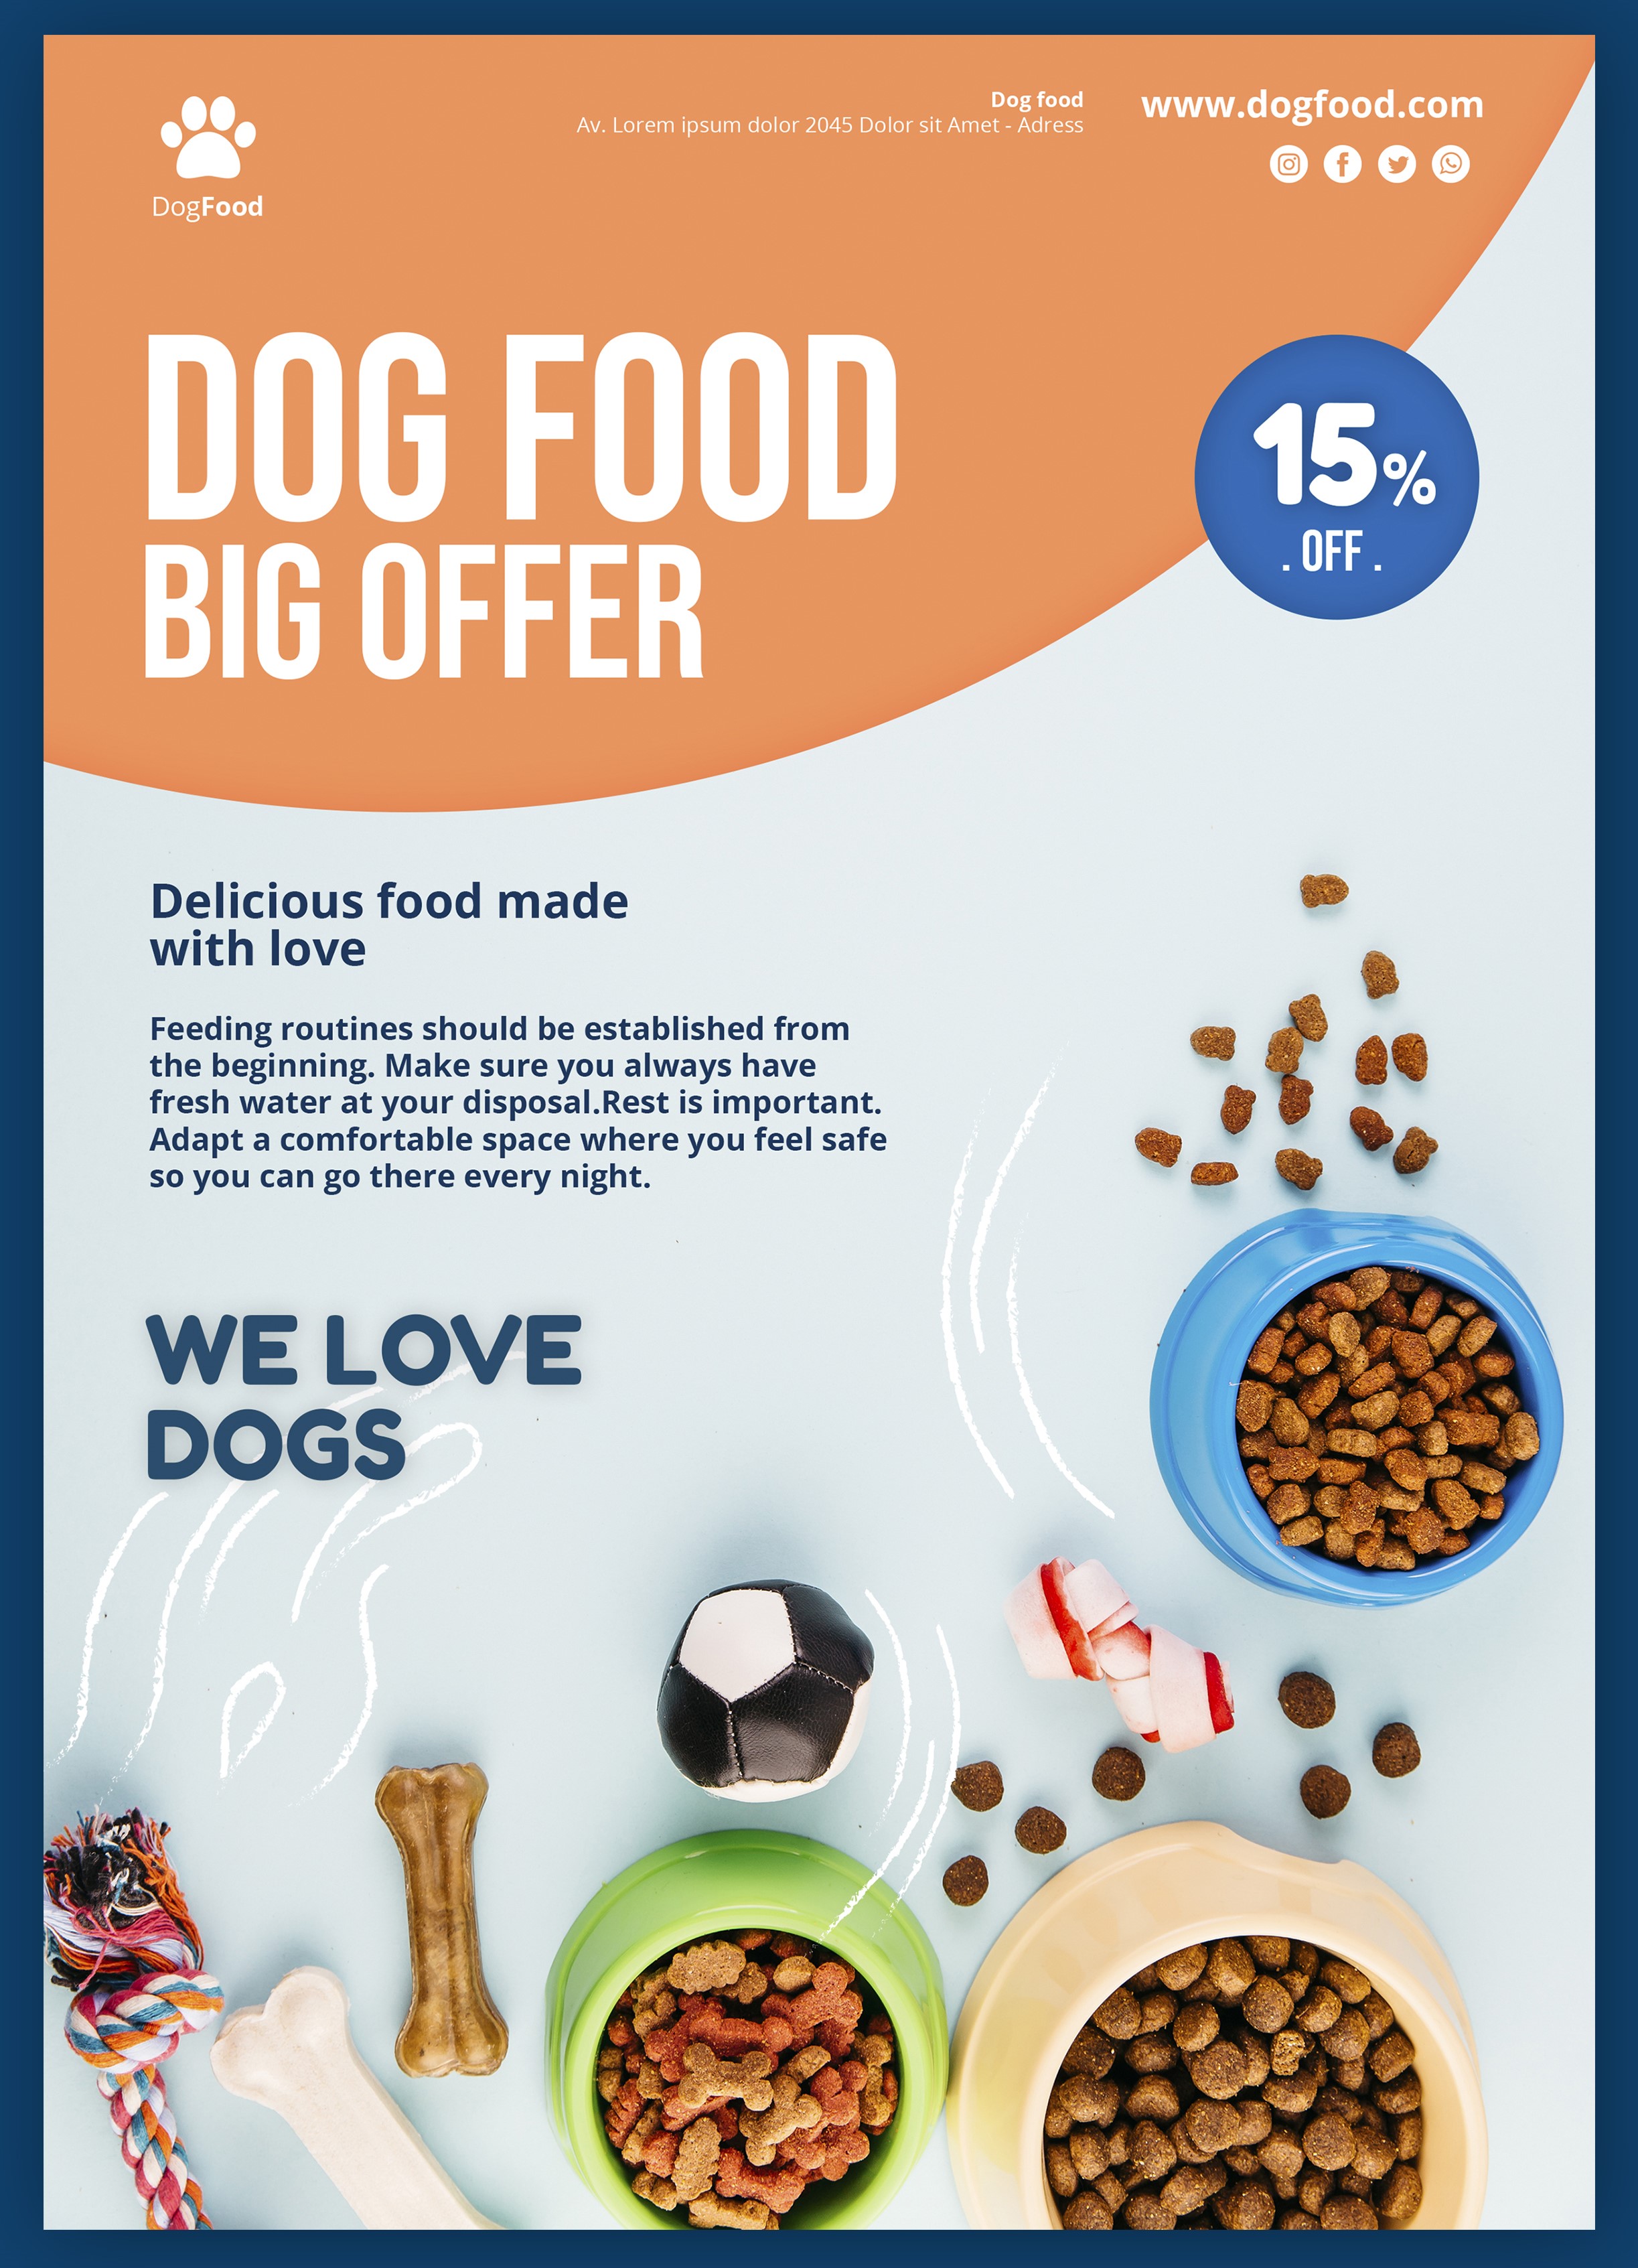 DogFood
Dog food
Av. Lorem ipsum dolor 2045 Dolor sit Amet - Adress
www.dogfood.com
DOG FOOD
BIG OFFER
15%
. OFF .
Delicious food made
with love
Feeding routines should be established from
the beginning. Make sure you always have
fresh water at your disposal.Rest is important.
Adapt a comfortable space where you feel safe
so you can go there every night.
WE LOVE
DOGS